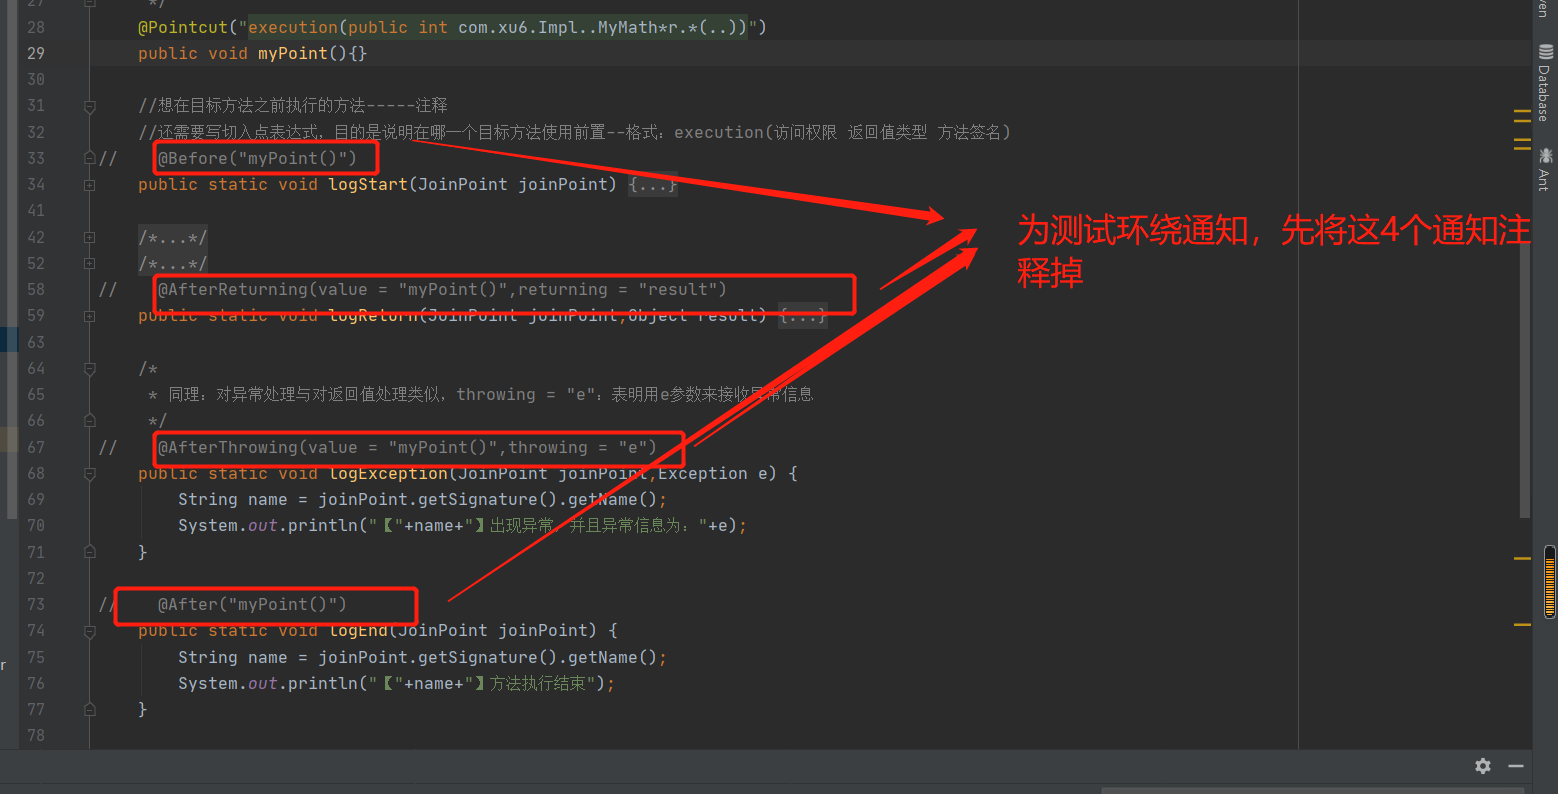 27 */
28 @Pointcut("execution(public int com.xu6.Impl..MyMath*r.*(..))")
29 public void myPoint(){}
30
31 //想在目标方法之前执行的方法-----注释
32 //还需要写切入点表达式，目的是说明在哪一个目标方法使用前置--格式：execution(访问权限 返回值类型 方法签名)
33 // @Before("myPoint()")
34 public static void logStart(JoinPoint joinPoint) {...}
41
42 /*...*/
52 /*...*/
58 // @AfterReturning(value = "myPoint()",returning = "result")
59 public static void logReturn(JoinPoint joinPoint,Object result) {...}
63
64 /*
65 * 同理：对异常处理与对返回值处理类似，throwing = "e"：表明用e参数来接收异常信息
66 */
67 // @AfterThrowing(value = "myPoint()",throwing = "e")
68 public static void logException(JoinPoint joinPoint,Exception e) {
69 String name = joinPoint.getSignature().getName();
70 System.out.println("【"+name+"】出现异常，并且异常信息为："+e);
71 }
72
73 // @After("myPoint()")
74 public static void logEnd(JoinPoint joinPoint) {
75 String name = joinPoint.getSignature().getName();
76 System.out.println("【"+name+"】方法执行结束");
77 }
78
为测试环绕通知，先将这4个通知注
释掉
ven
Database
Ant
r